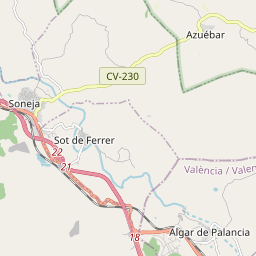 Azuébar
CV-230
Soneja
Sot de Ferrer
22
21
València / Valen
18
Algar de Palancia